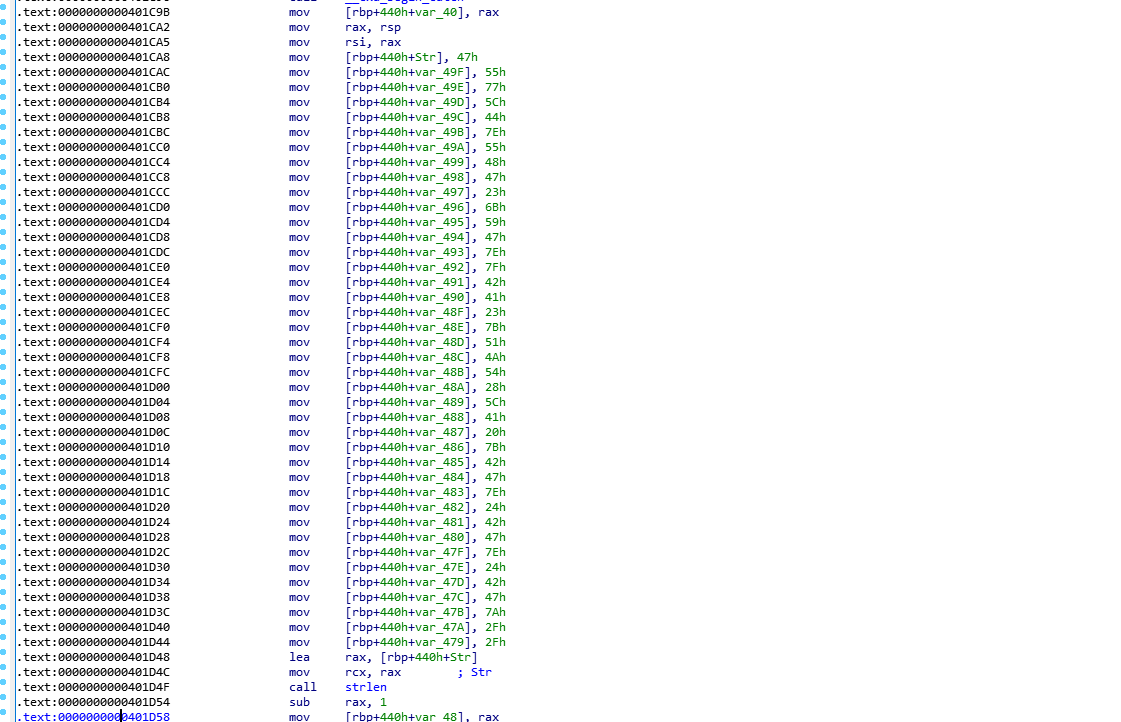 .text:0000000000401C9B mov [rbp+440h+var_40], rax
.text:0000000000401CA2 mov rax, rsp
.text:0000000000401CA5 mov rsi, rax
.text:0000000000401CA8 mov [rbp+440h+Str], 47h
.text:0000000000401CAC mov [rbp+440h+var_49F], 55h
.text:0000000000401CB0 mov [rbp+440h+var_49E], 77h
.text:0000000000401CB4 mov [rbp+440h+var_49D], 5Ch
.text:0000000000401CB8 mov [rbp+440h+var_49C], 44h
.text:0000000000401CBC mov [rbp+440h+var_49B], 7Eh
.text:0000000000401CC0 mov [rbp+440h+var_49A], 55h
.text:0000000000401CC4 mov [rbp+440h+var_499], 48h
.text:0000000000401CC8 mov [rbp+440h+var_498], 47h
.text:0000000000401CCC mov [rbp+440h+var_497], 23h
.text:0000000000401CD0 mov [rbp+440h+var_496], 6Bh
.text:0000000000401CD4 mov [rbp+440h+var_495], 59h
.text:0000000000401CD8 mov [rbp+440h+var_494], 47h
.text:0000000000401CDC mov [rbp+440h+var_493], 7Eh
.text:0000000000401CE0 mov [rbp+440h+var_492], 7Fh
.text:0000000000401CE4 mov [rbp+440h+var_491], 42h
.text:0000000000401CE8 mov [rbp+440h+var_490], 41h
.text:0000000000401CEC mov [rbp+440h+var_48F], 23h
.text:0000000000401CF0 mov [rbp+440h+var_48E], 7Bh
.text:0000000000401CF4 mov [rbp+440h+var_48D], 51h
.text:0000000000401CF8 mov [rbp+440h+var_48C], 4Ah
.text:0000000000401CFC mov [rbp+440h+var_48B], 54h
.text:0000000000401D00 mov [rbp+440h+var_48A], 28h
.text:0000000000401D04 mov [rbp+440h+var_489], 5Ch
.text:0000000000401D08 mov [rbp+440h+var_488], 41h
.text:0000000000401D0C mov [rbp+440h+var_487], 20h
.text:0000000000401D10 mov [rbp+440h+var_486], 7Bh
.text:0000000000401D14 mov [rbp+440h+var_485], 42h
.text:0000000000401D18 mov [rbp+440h+var_484], 47h
.text:0000000000401D1C mov [rbp+440h+var_483], 7Eh
.text:0000000000401D20 mov [rbp+440h+var_482], 24h
.text:0000000000401D24 mov [rbp+440h+var_481], 42h
.text:0000000000401D28 mov [rbp+440h+var_480], 47h
.text:0000000000401D2C mov [rbp+440h+var_47F], 7Eh
.text:0000000000401D30 mov [rbp+440h+var_47E], 24h
.text:0000000000401D34 mov [rbp+440h+var_47D], 42h
.text:0000000000401D38 mov [rbp+440h+var_47C], 47h
.text:0000000000401D3C mov [rbp+440h+var_47B], 7Ah
.text:0000000000401D40 mov [rbp+440h+var_47A], 2Fh
.text:0000000000401D44 mov [rbp+440h+var_479], 2Fh
.text:0000000000401D48 lea rax, [rbp+440h+Str]
.text:0000000000401D4C mov rcx, rax ; Str
.text:0000000000401D4F call strlen
.text:0000000000401D54 sub rax, 1
.text:0000000000401D58 mov [rbp+440h+var_48], rax